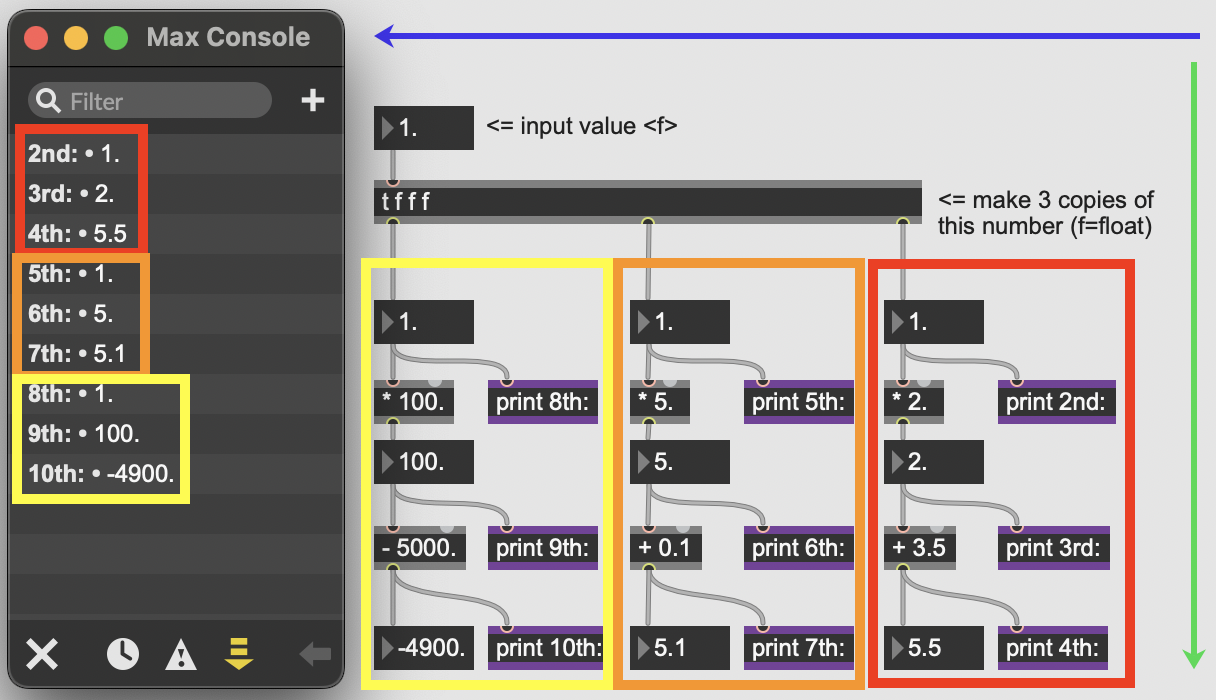 Max Console
Filter
2nd: • 1.
3rd: • 2.
4th: • 5.5
5th: • 1.
6th: • 5.
7th: • 5.1
8th: • 1.
9th: • 100.
10th: • -4900.
1.
<= input value <f>
t f f f
<= make 3 copies of
this number (f=float)
1.
* 100.
print 8th:
100.
- 5000.
print 9th:
-4900.
print 10th:
1.
* 5.
print 5th:
5.
+ 0.1
print 6th:
5.1
print 7th:
1.
* 2.
print 2nd:
2.
+ 3.5
print 3rd:
5.5
print 4th: